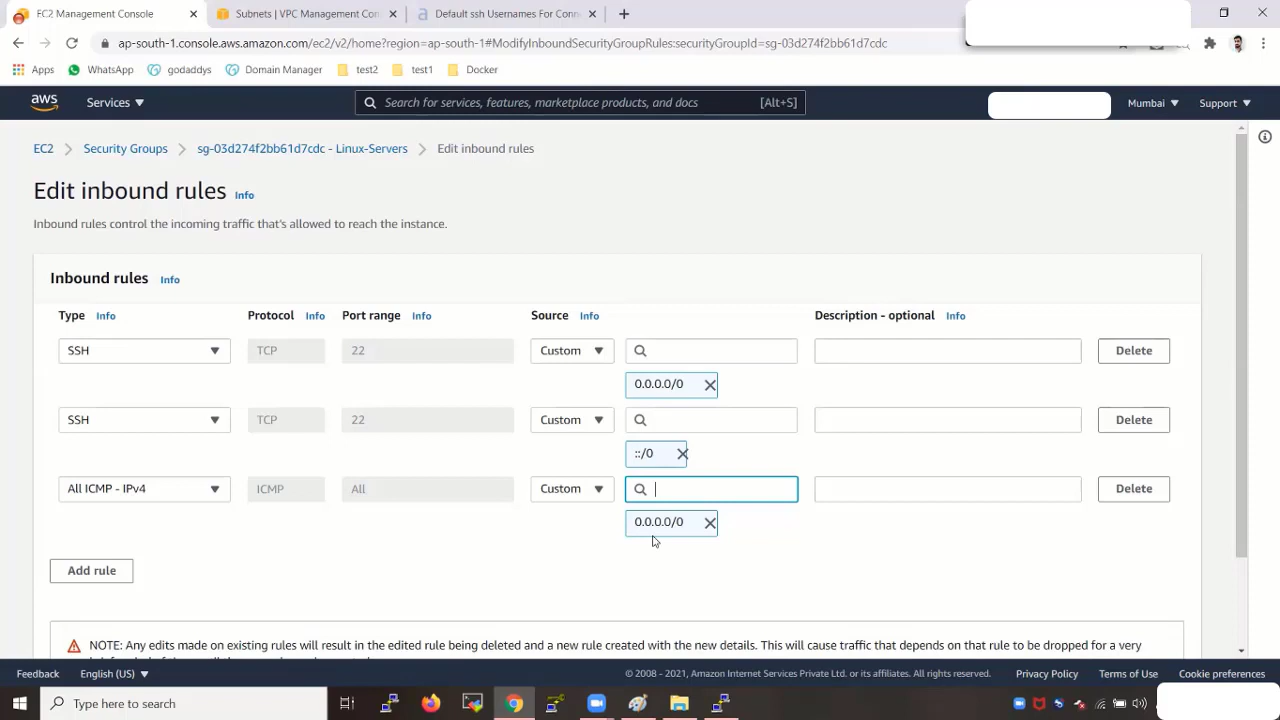 EC2 Management Console
Subnets | VPC Management Con
Default ssh Usernames For Conn
ap-south-1.console.aws.amazon.com/ec2/v2/home?region=ap-south-1#ModifyInboundSecurityGroupRules:securityGroupId=sg-03d274f2bb61d7cdc
Apps WhatsApp godaddys Domain Manager test2 test1 Docker
aws Services Search for services, features, marketplace products, and docs [Alt+S] Mumbai Support
EC2 > Security Groups > sg-03d274f2bb61d7cdc - Linux-Servers > Edit inbound rules
Edit inbound rules Info
Inbound rules control the incoming traffic that's allowed to reach the instance.
Inbound rules Info
Type Info Protocol Info Port range Info Source Info Description - optional Info
SSH TCP 22 Custom Delete
0.0.0.0/0
SSH TCP 22 Custom Delete
::/0
All ICMP - IPv4 ICMP All Custom Delete
0.0.0.0/0
Add rule
NOTE: Any edits made on existing rules will result in the edited rule being deleted and a new rule created with the new details. This will cause traffic that depends on that rule to be dropped for a very
Feedback English (US) © 2008 - 2021, Amazon Internet Services Private Ltd. or its affiliates. All rights reserved. Privacy Policy Terms of Use Cookie preferences
Type here to search